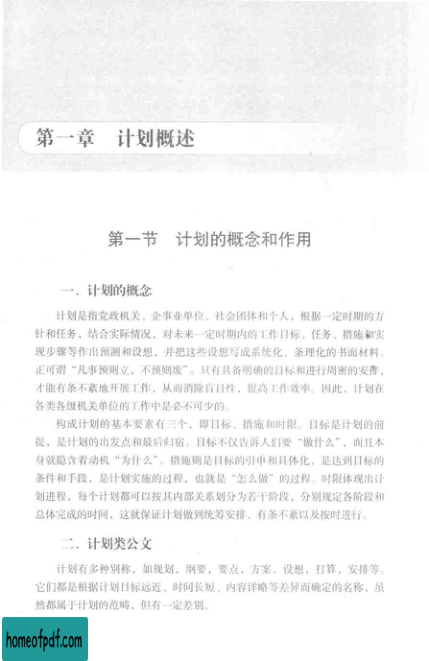 第一章 计划概述
第一节 计划的概念和作用
一、计划的概念
计划是指党政机关、企事业单位、社会团体和个人，根据一定时期的方
针和任务，结合实际情况，对未来一定时期内的工作目标、任务、措施和实
现步骤等作出预测和设想，并把这些设想写成系统化、条理化的书面材料。
正可谓“凡事预则立，不预则废”。只有具备明确的目标和进行周密的安排，
才能有条不紊地开展工作，从而消除盲目性，提高工作效率。因此，计划在
各类各级机关单位的工作中是必不可少的。
构成计划的基本要素有三个，即目标、措施和时限。目标是计划的前
提，是计划的出发点和最后归宿。目标不仅告诉人们要“做什么”，而且本
身就隐含着动机“为什么”。措施则是目标的引申和具体化，是达到目标的
条件和手段，是计划实施的过程，也就是“怎么做”的过程。时限体现出计
划进程，每个计划都可以按其内部关系划分为若干阶段，分别规定各阶段和
总体完成的时间，这就保证计划做到统筹安排、有条不紊以及按时进行。
二、计划类公文
计划有多种别称，如规划，纲要，要点，方案、设想，打算，安排等。
它们都是根据计划目标远近、时间长短、内容详略等差异而确定的名称，虽
然都属于计划的范畴，但有一定差别。
homeofpdf.com